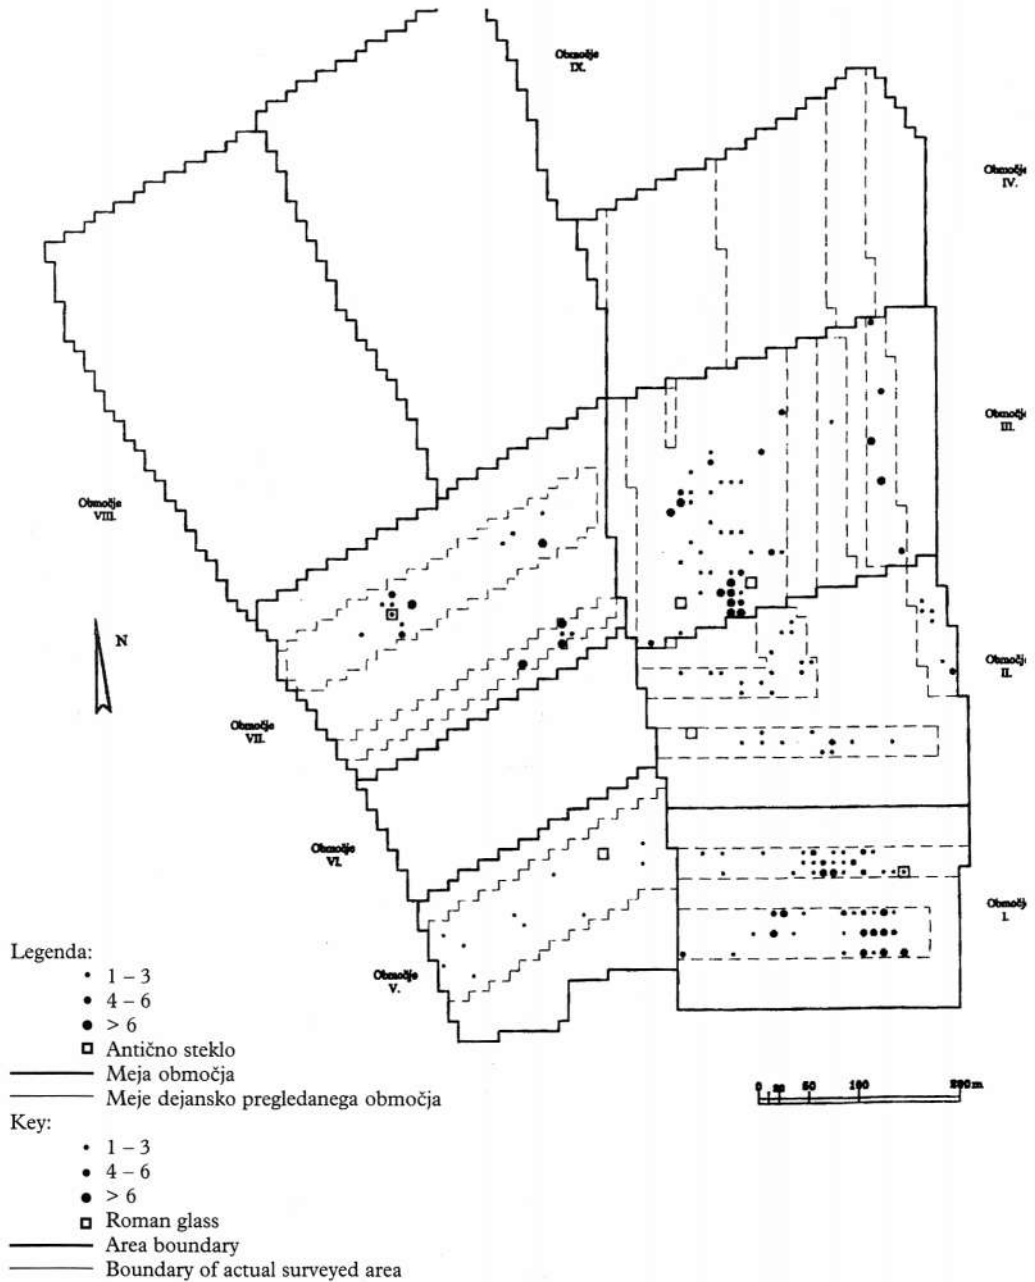 Območje
IX.
Območje
IV.
Območje
III.
Območje
VIII.
N
Območje
II.
Območje
VII.
Območje
VI.
Območje
I.
Območje
V.
Legenda:
1 – 3
4 – 6
> 6
Antično steklo
Meja območja
Meje dejansko pregledanega območja
0 20 50 100 200 m
Key:
1 – 3
4 – 6
> 6
Roman glass
Area boundary
Boundary of actual surveyed area